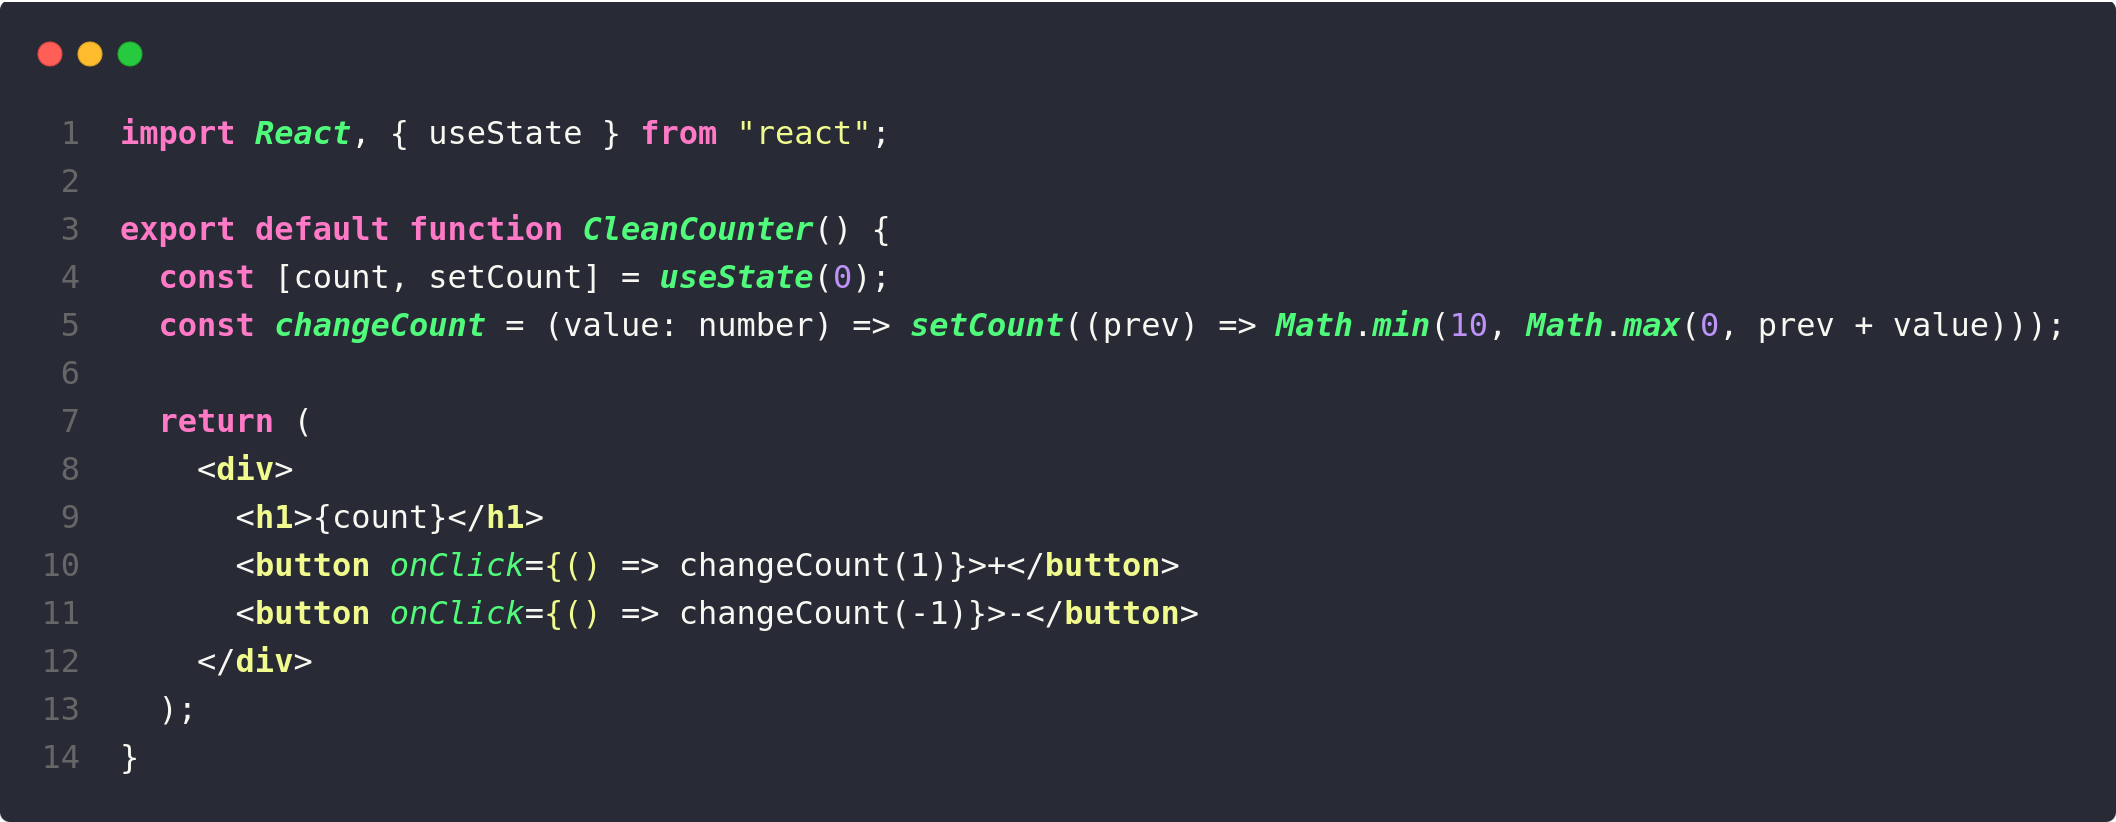 1 import React, { useState } from "react";
2
3 export default function CleanCounter() {
4   const [count, setCount] = useState(0);
5   const changeCount = (value: number) => setCount((prev) => Math.min(10, Math.max(0, prev + value)));
6
7   return (
8     <div>
9       <h1>{count}</h1>
10       <button onClick={() => changeCount(1)}>+</button>
11       <button onClick={() => changeCount(-1)}>-</button>
12     </div>
13   );
14 }